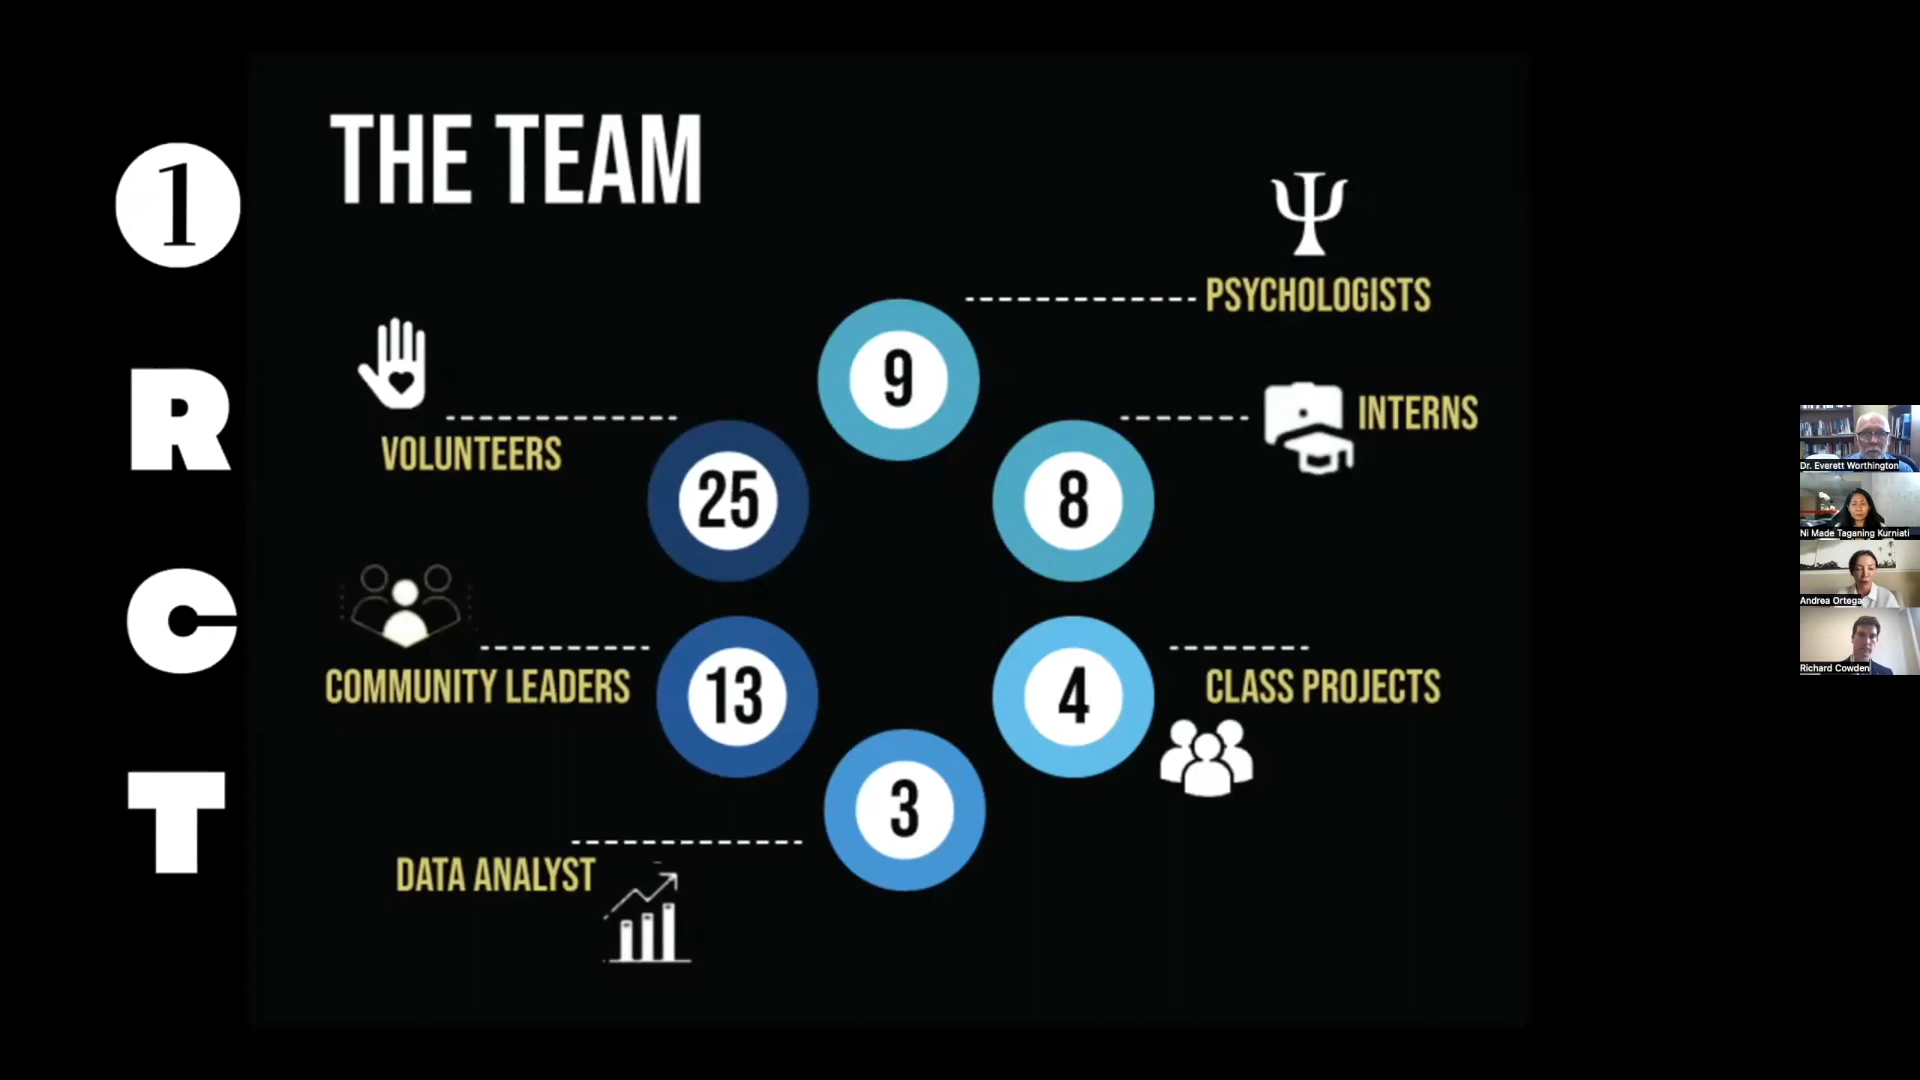 1
R
C
T
THE TEAM
PSYCHOLOGISTS
9
INTERNS
8
VOLUNTEERS
25
COMMUNITY LEADERS
13
4
CLASS PROJECTS
3
DATA ANALYST
Dr. Everett Worthington
Ni Made Taganing Kurniati
Andrea Ortega
Richard Cowden